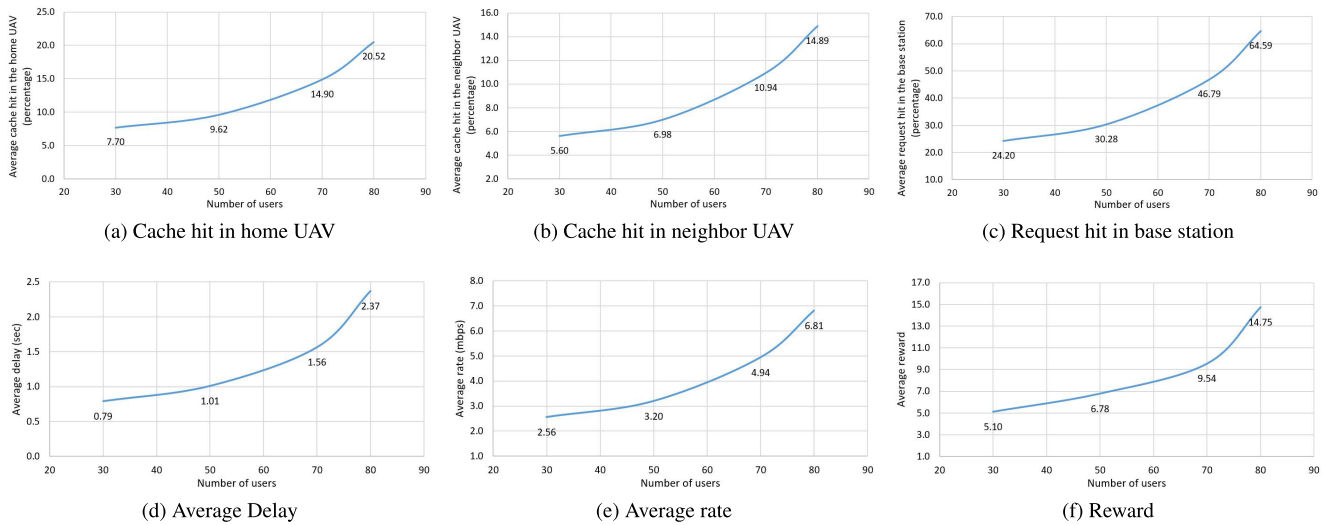 Average cache hit in the home UAV
(percentage)
25.0
20.0
15.0
10.0
5.0
0.0
7.70
9.62
14.90
20.52
20 30 40 50 60 70 80 90
Number of users
(a) Cache hit in home UAV
Average cache hit in the neighbor UAV
(percentage)
16.0
14.0
12.0
10.0
8.0
6.0
4.0
2.0
5.60
6.98
10.94
14.89
20 30 40 50 60 70 80 90
Number of users
(b) Cache hit in neighbor UAV
Average request hit in the base station
(percentage)
70.0
60.0
50.0
40.0
30.0
20.0
10.0
24.20
30.28
46.79
64.59
20 30 40 50 60 70 80 90
Number of users
(c) Request hit in base station
Average delay (sec)
2.5
2.0
1.5
1.0
0.5
0.0
0.79
1.01
1.56
2.37
20 30 40 50 60 70 80 90
Number of users
(d) Average Delay
Average rate (mbps)
8.0
7.0
6.0
5.0
4.0
3.0
2.0
1.0
2.56
3.20
4.94
6.81
20 30 40 50 60 70 80 90
Number of users
(e) Average rate
Average reward
17.0
15.0
13.0
11.0
9.0
7.0
5.0
3.0
1.0
5.10
6.78
9.54
14.75
20 30 40 50 60 70 80 90
Number of users
(f) Reward